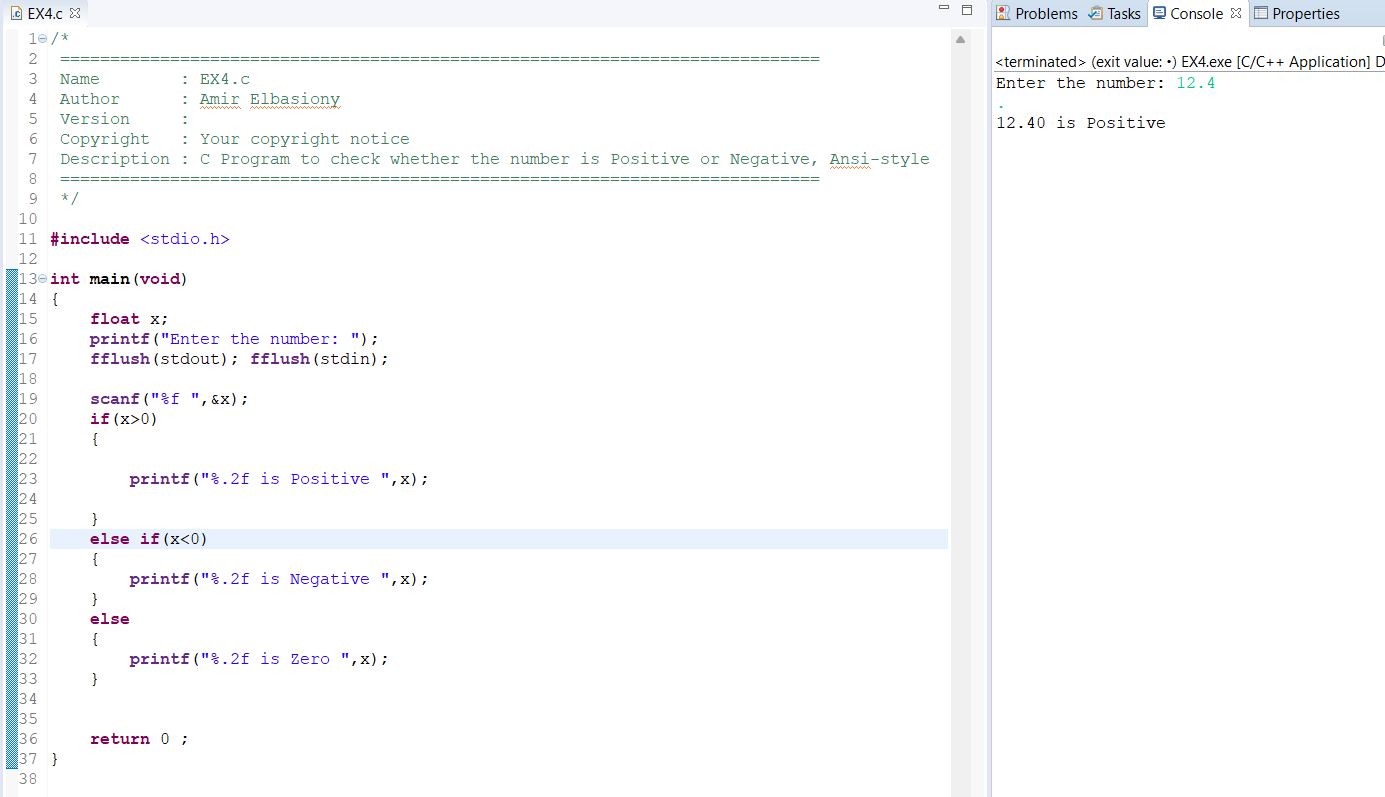 EX4.c
1 /*
2 ============================================================================
3 Name        : EX4.c
4 Author      : Amir Elbasiony
5 Version     :
6 Copyright   : Your copyright notice
7 Description : C Program to check whether the number is Positive or Negative, Ansi-style
8 ============================================================================
9 */
10
11 #include <stdio.h>
12
13 int main(void)
14 {
15     float x;
16     printf("Enter the number: ");
17     fflush(stdout); fflush(stdin);
18
19     scanf("%f ",&x);
20     if(x>0)
21     {
22
23         printf("%.2f is Positive ",x);
24
25     }
26     else if(x<0)
27     {
28         printf("%.2f is Negative ",x);
29     }
30     else
31     {
32         printf("%.2f is Zero ",x);
33     }
34
35
36     return 0 ;
37 }
38
Problems Tasks Console Properties
<terminated> (exit value: •) EX4.exe [C/C++ Application] D
Enter the number: 12.4
.
12.40 is Positive